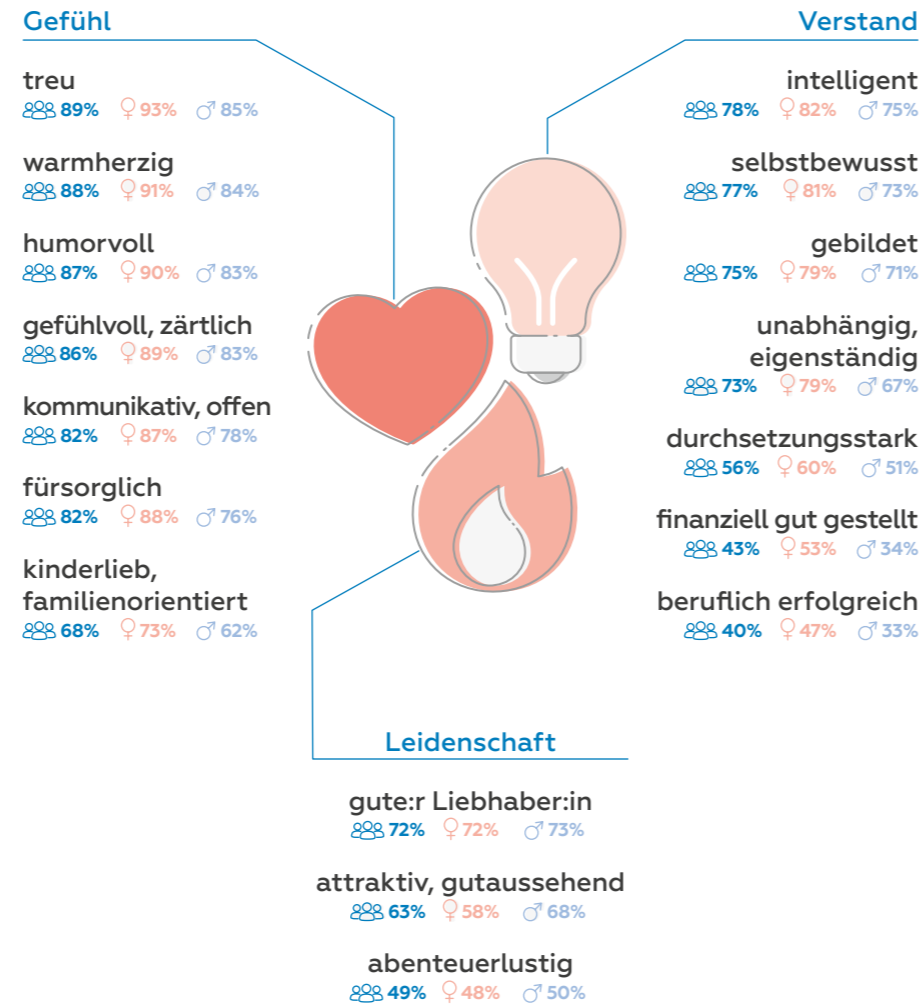 Gefühl
treu
89% 93% 85%
warmherzig
88% 91% 84%
humorvoll
87% 90% 83%
gefühlvoll, zärtlich
86% 89% 83%
kommunikativ, offen
82% 87% 78%
fürsorglich
82% 88% 76%
kinderlieb,
familienorientiert
68% 73% 62%
Verstand
intelligent
78% 82% 75%
selbstbewusst
77% 81% 73%
gebildet
75% 79% 71%
unabhängig,
eigenständig
73% 79% 67%
durchsetzungsstark
56% 60% 51%
finanziell gut gestellt
43% 53% 34%
beruflich erfolgreich
40% 47% 33%
Leidenschaft
gute:r Liebhaber:in
72% 72% 73%
attraktiv, gutaussehend
63% 58% 68%
abenteuerlustig
49% 48% 50%